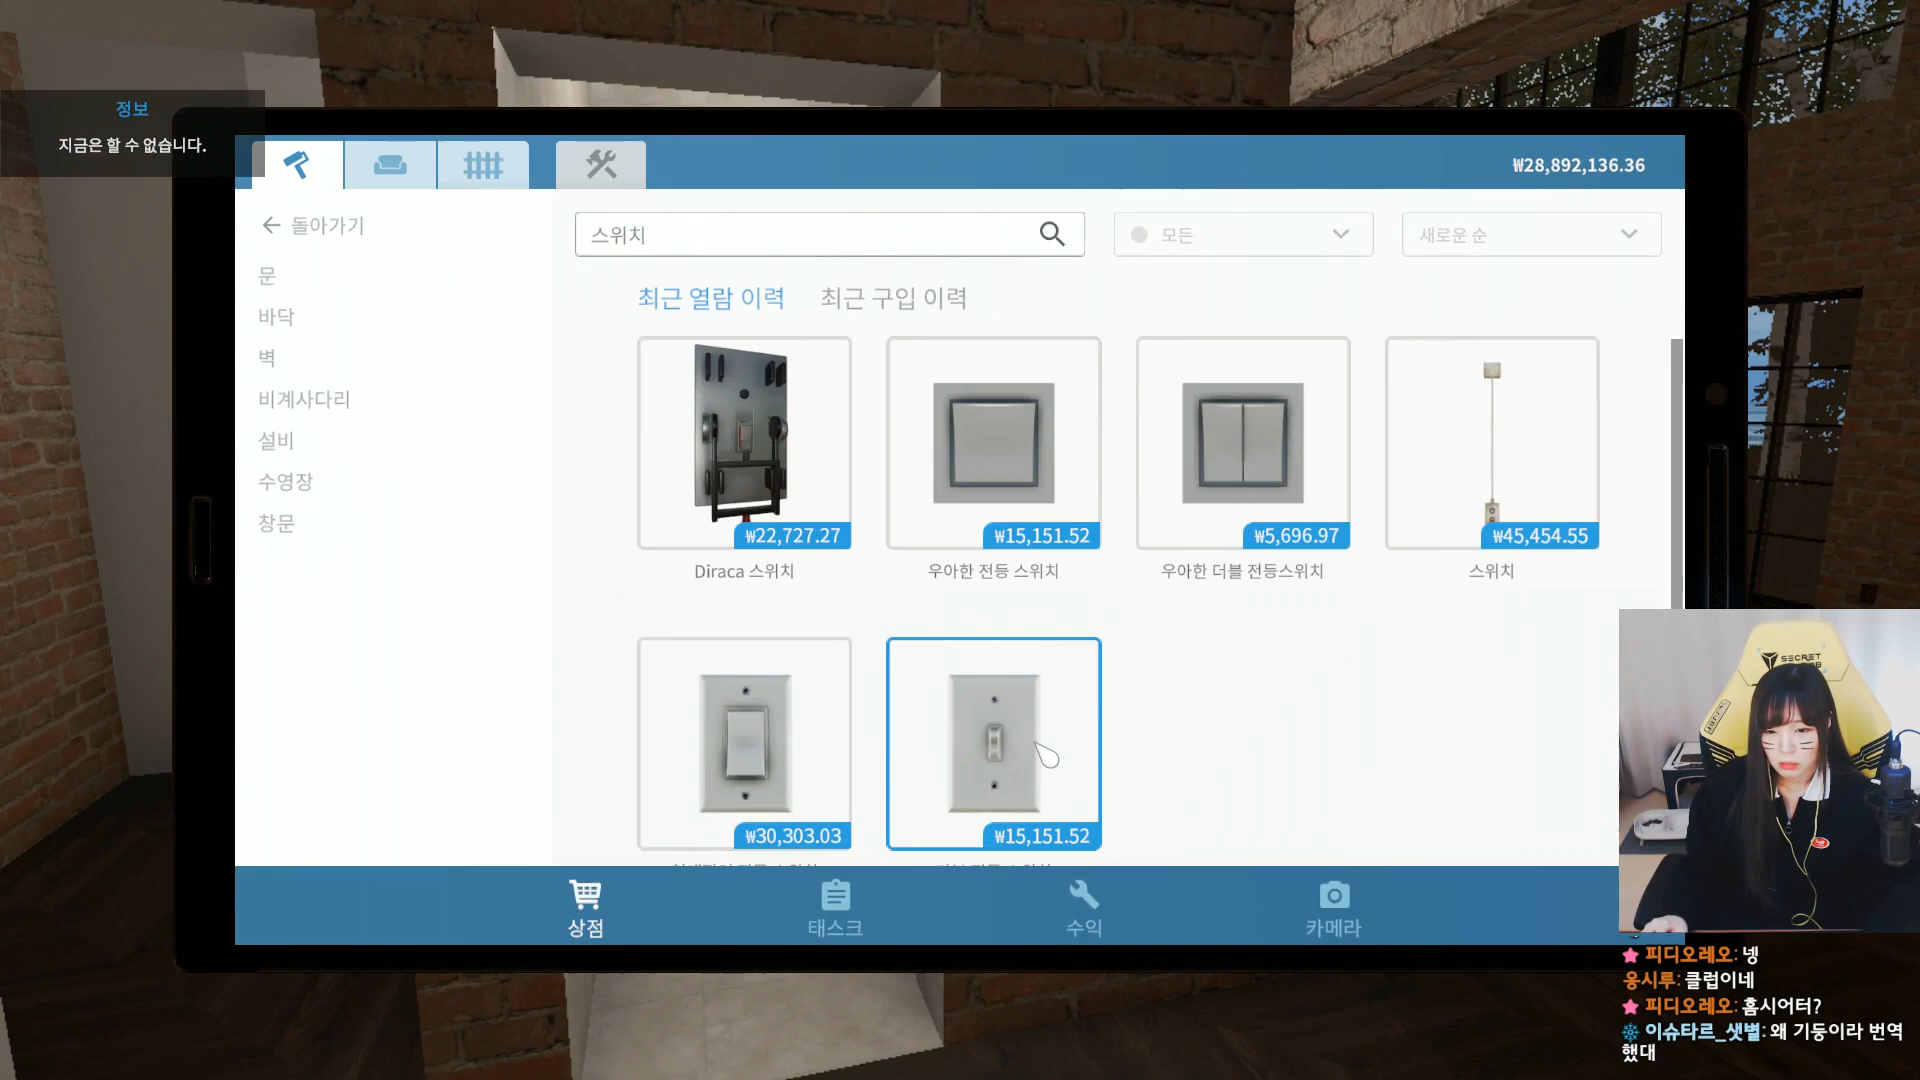 정보
지금은 할 수 없습니다.
₩28,892,136.36
돌아가기
스위치
모든
새로운 순
문
바닥
벽
비계사다리
설비
수영장
창문
최근 열람 이력
최근 구입 이력
₩22,727.27
₩15,151.52
₩5,696.97
₩45,454.55
Diraca 스위치
우아한 전등 스위치
우아한 더블 전등스위치
스위치
₩30,303.03
₩15,151.52
상점
태스크
수익
카메라
SECRET
피디오레오: 넹
옹시루: 클럽이네
피디오레오: 홈시어터?
이슈타르_샛별: 왜 기둥이라 번역
했대